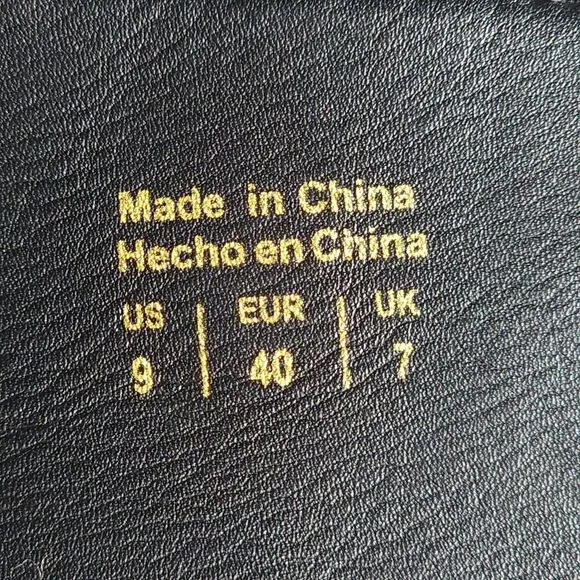 Made in China
Hecho en China
US | EUR | UK
9 | 40 | 7